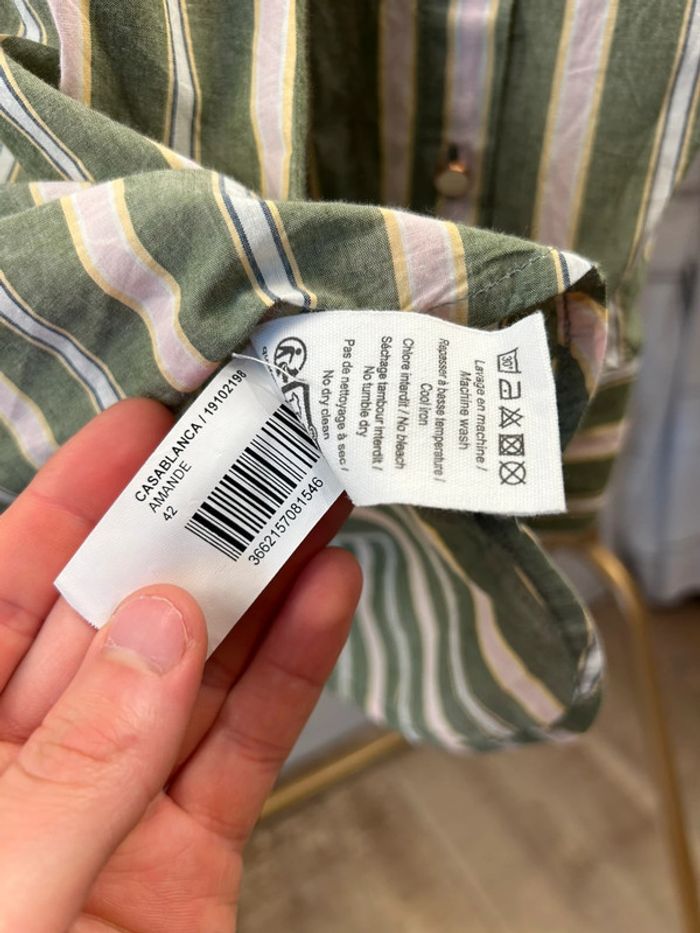 CASABLANCA / 19102198
AMANDE
42
3662157081546
30°
Lavage en machine /
Machine wash
Repasser à basse température /
Cool iron
Chlore interdit / No bleach
Séchage tambour interdit /
No tumble dry
Pas de nettoyage à sec /
No dry clean